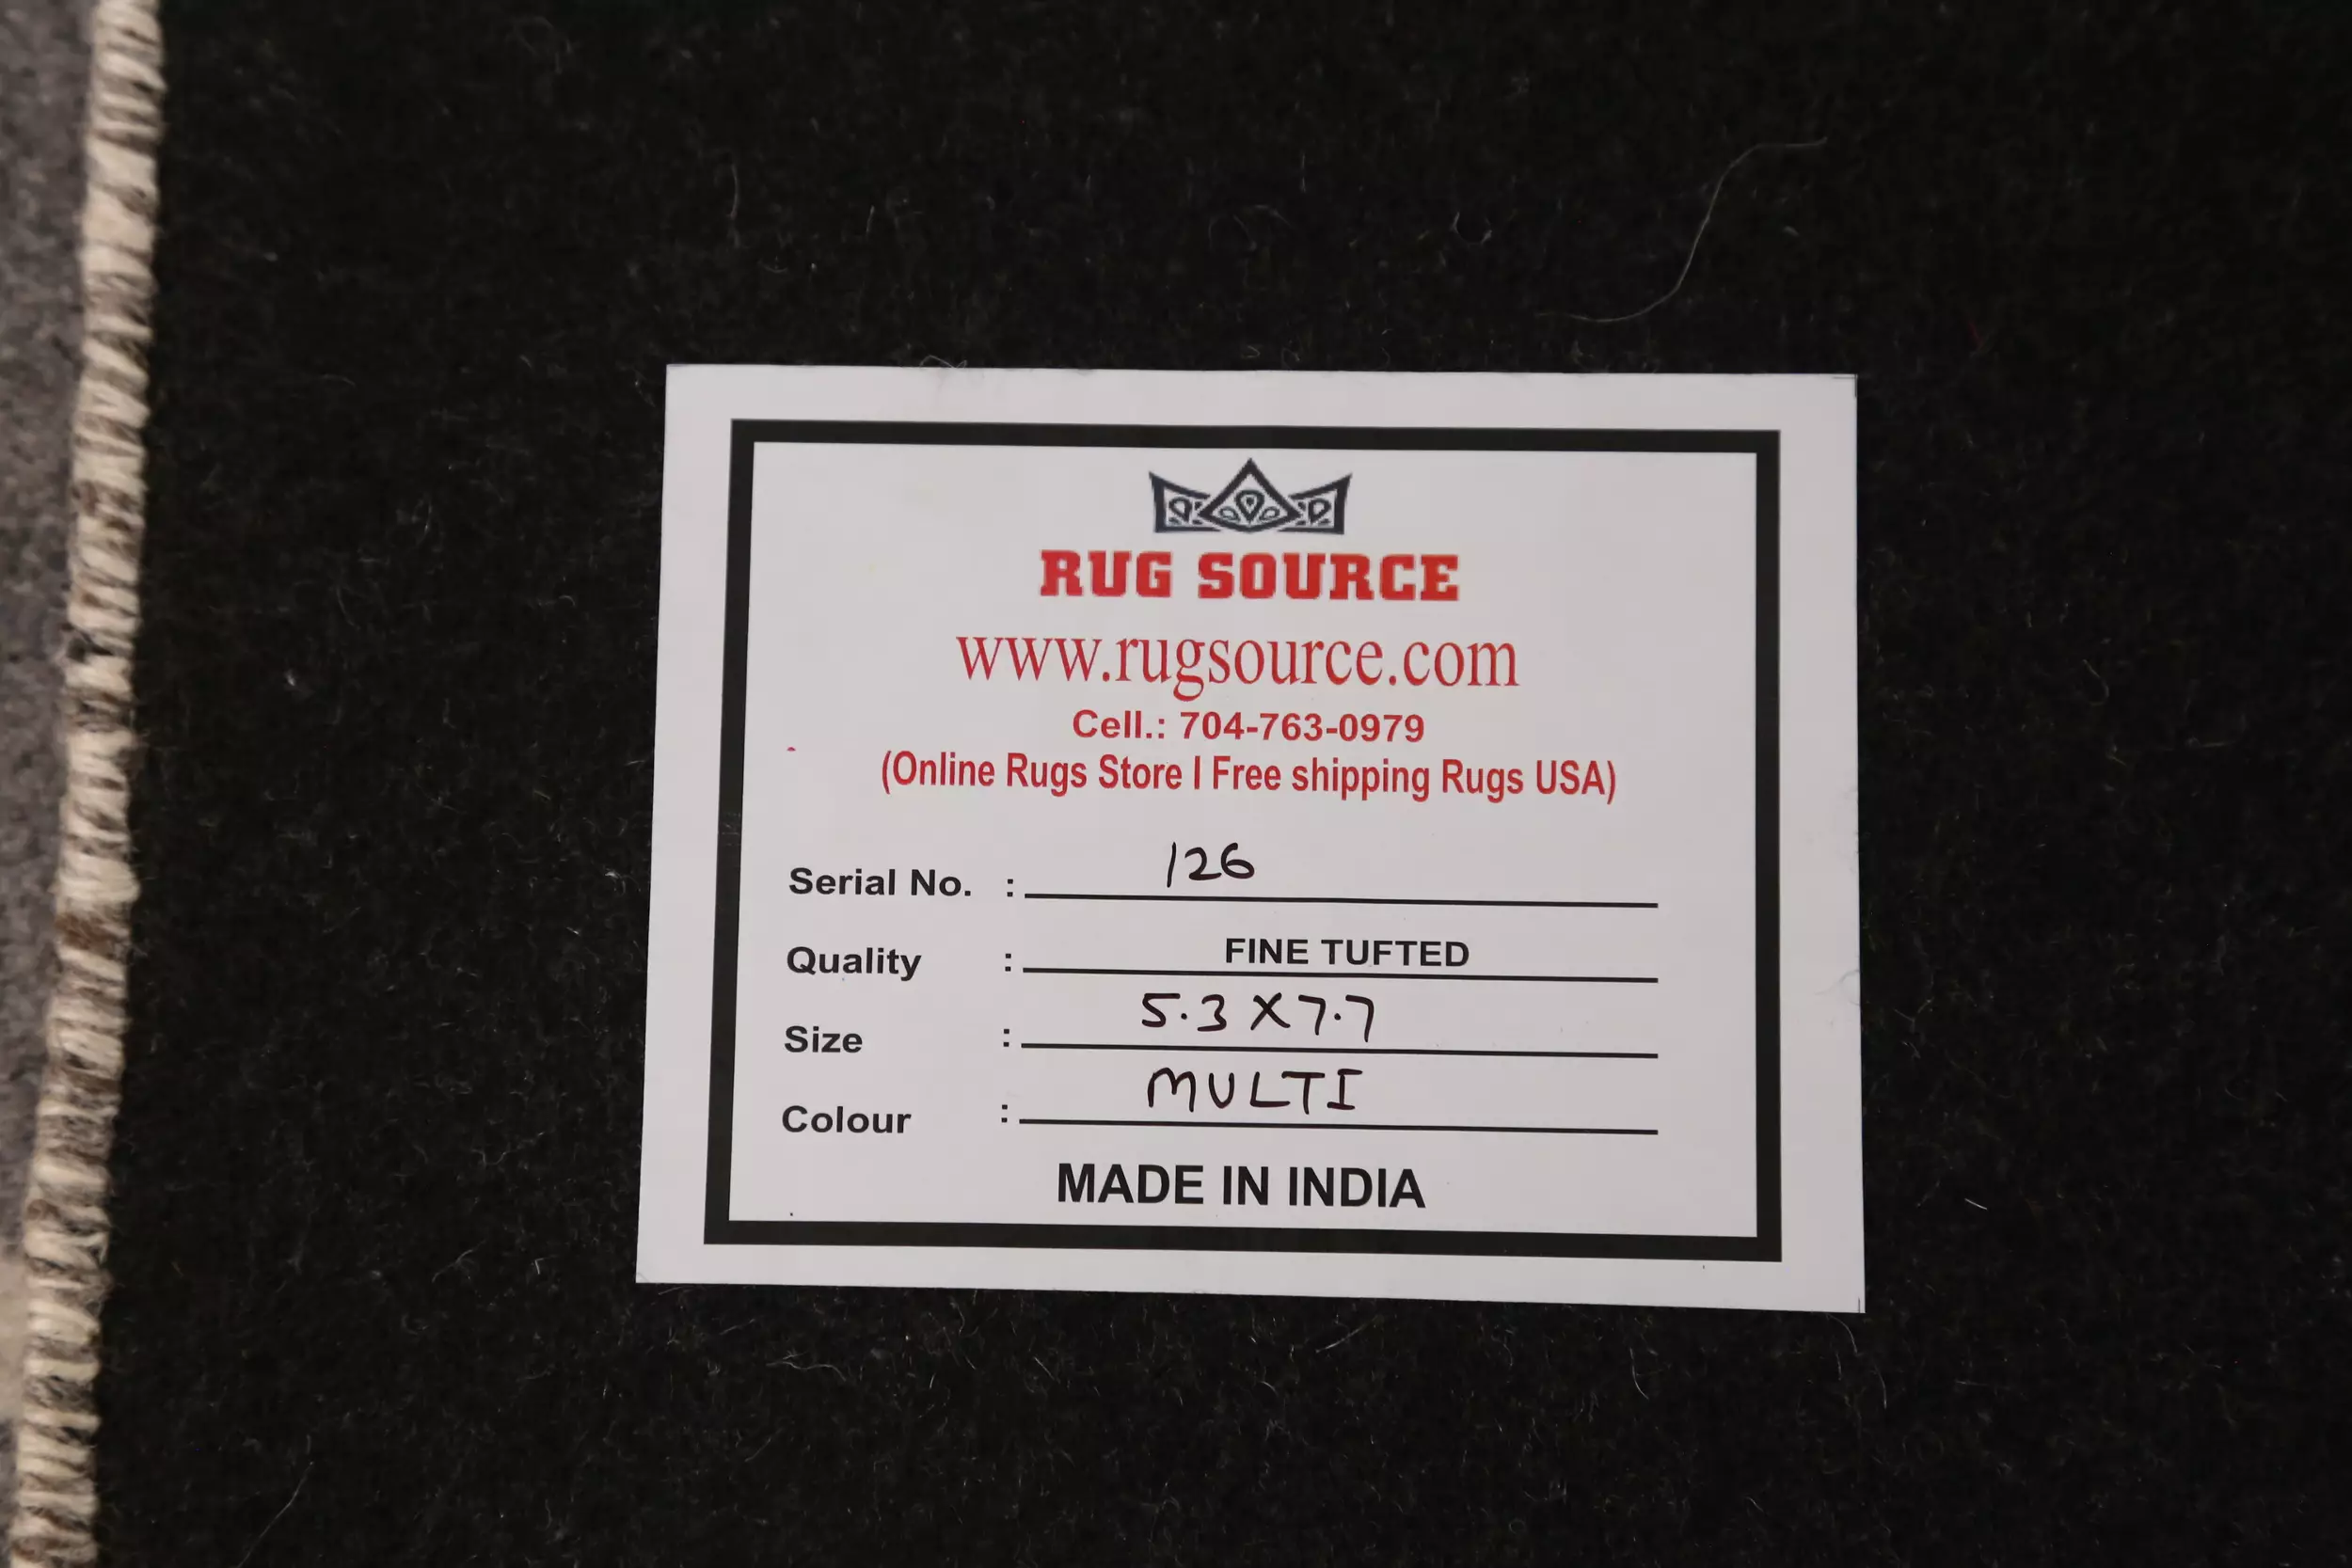 RUG SOURCE
www.rugsource.com
Cell.: 704-763-0979
(Online Rugs Store I Free shipping Rugs USA)
Serial No. : 126
Quality : FINE TUFTED
Size : 5.3 X 7.7
Colour : MULTI
MADE IN INDIA